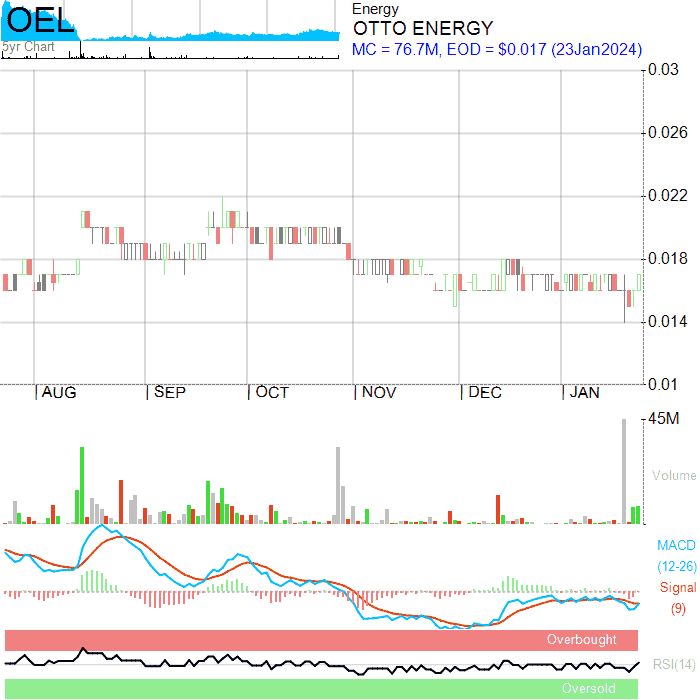 OEL
5yr Chart
Energy
OTTO ENERGY
MC = 76.7M, EOD = $0.017 (23Jan2024)
0.03
0.026
0.022
0.018
0.014
0.01
AUG SEP OCT NOV DEC JAN
45M
Volume
MACD
(12-26)
Signal
(9)
Overbought
RSI(14)
Oversold